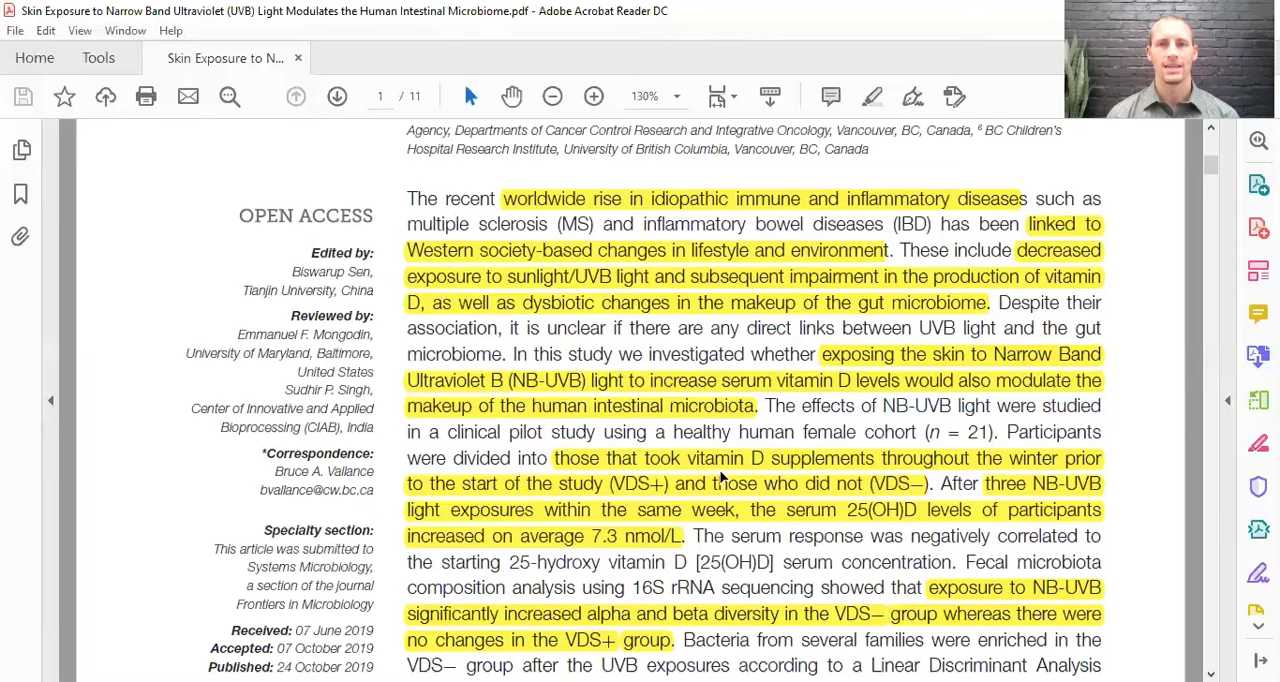 Skin Exposure to Narrow Band Ultraviolet (UVB) Light Modulates the Human Intestinal Microbiome.pdf - Adobe Acrobat Reader DC
File Edit View Window Help
Home Tools Skin Exposure to N... ×
1 / 11 130%
Agency, Departments of Cancer Control Research and Integrative Oncology, Vancouver, BC, Canada, 6 BC Children's
Hospital Research Institute, University of British Columbia, Vancouver, BC, Canada
OPEN ACCESS
Edited by:
Biswarup Sen,
Tianjin University, China
Reviewed by:
Emmanuel F. Mongodin,
University of Maryland, Baltimore,
United States
Sudhir P. Singh,
Center of Innovative and Applied
Bioprocessing (CIAB), India
*Correspondence:
Bruce A. Vallance
bvallance@cw.bc.ca
Specialty section:
This article was submitted to
Systems Microbiology,
a section of the journal
Frontiers in Microbiology
Received: 07 June 2019
Accepted: 07 October 2019
Published: 24 October 2019
The recent worldwide rise in idiopathic immune and inflammatory diseases such as
multiple sclerosis (MS) and inflammatory bowel diseases (IBD) has been linked to
Western society-based changes in lifestyle and environment. These include decreased
exposure to sunlight/UVB light and subsequent impairment in the production of vitamin
D, as well as dysbiotic changes in the makeup of the gut microbiome. Despite their
association, it is unclear if there are any direct links between UVB light and the gut
microbiome. In this study we investigated whether exposing the skin to Narrow Band
Ultraviolet B (NB-UVB) light to increase serum vitamin D levels would also modulate the
makeup of the human intestinal microbiota. The effects of NB-UVB light were studied
in a clinical pilot study using a healthy human female cohort (n = 21). Participants
were divided into those that took vitamin D supplements throughout the winter prior
to the start of the study (VDS+) and those who did not (VDS−). After three NB-UVB
light exposures within the same week, the serum 25(OH)D levels of participants
increased on average 7.3 nmol/L. The serum response was negatively correlated to
the starting 25-hydroxy vitamin D [25(OH)D] serum concentration. Fecal microbiota
composition analysis using 16S rRNA sequencing showed that exposure to NB-UVB
significantly increased alpha and beta diversity in the VDS− group whereas there were
no changes in the VDS+ group. Bacteria from several families were enriched in the
VDS− group after the UVB exposures according to a Linear Discriminant Analysis